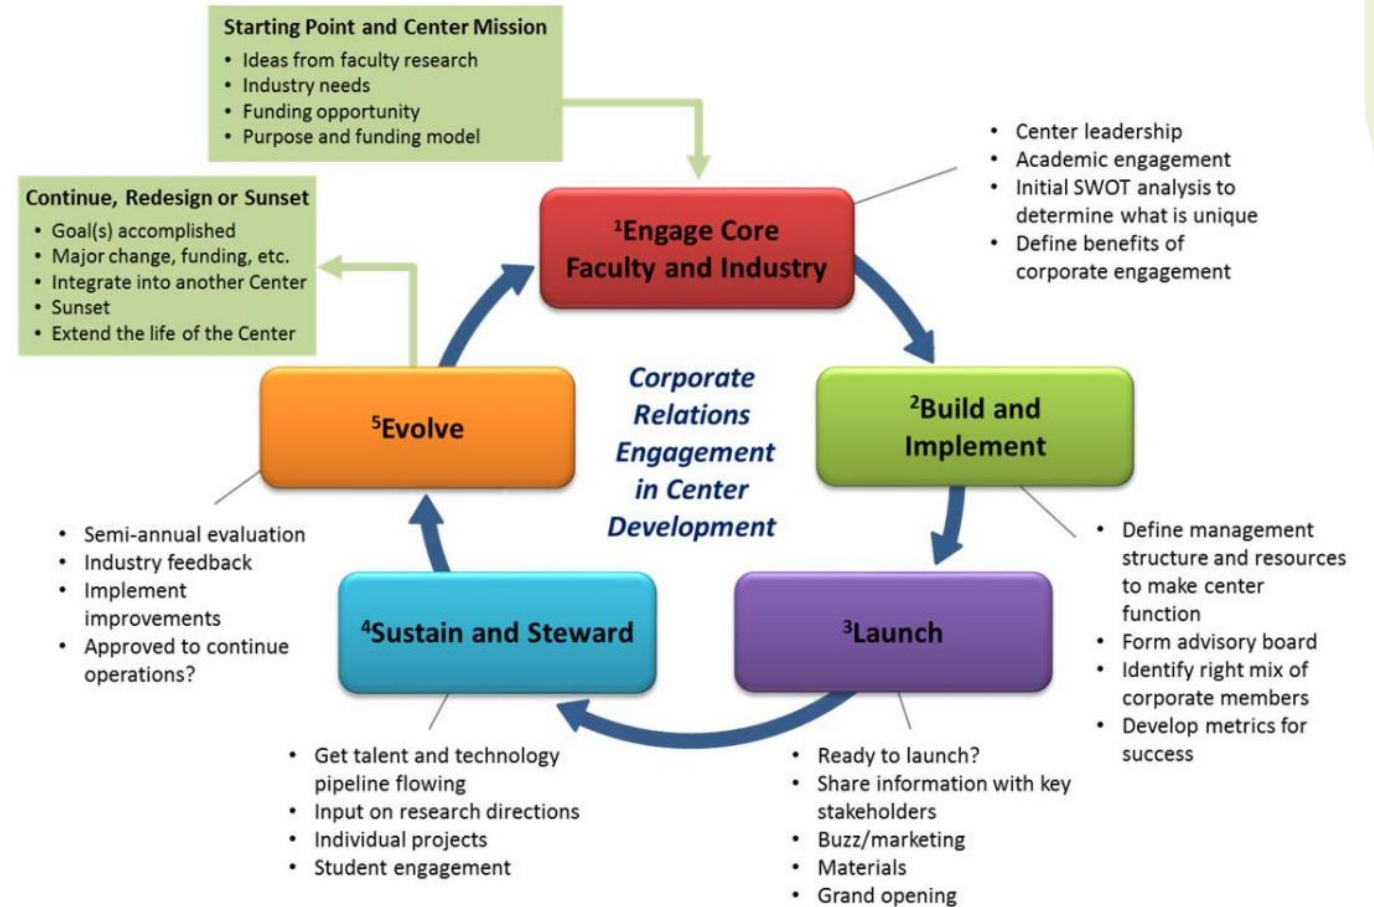 Starting Point and Center Mission
• Ideas from faculty research
• Industry needs
• Funding opportunity
• Purpose and funding model
Continue, Redesign or Sunset
• Goal(s) accomplished
• Major change, funding, etc.
• Integrate into another Center
• Sunset
• Extend the life of the Center
¹Engage Core
Faculty and Industry
• Center leadership
• Academic engagement
• Initial SWOT analysis to
determine what is unique
• Define benefits of
corporate engagement
Corporate
Relations
Engagement
in Center
Development
²Build and
Implement
• Define management
structure and resources
to make center
function
• Form advisory board
• Identify right mix of
corporate members
• Develop metrics for
success
³Launch
• Ready to launch?
• Share information with key
stakeholders
• Buzz/marketing
• Materials
• Grand opening
⁴Sustain and Steward
• Get talent and technology
pipeline flowing
• Input on research directions
• Individual projects
• Student engagement
⁵Evolve
• Semi-annual evaluation
• Industry feedback
• Implement
improvements
• Approved to continue
operations?